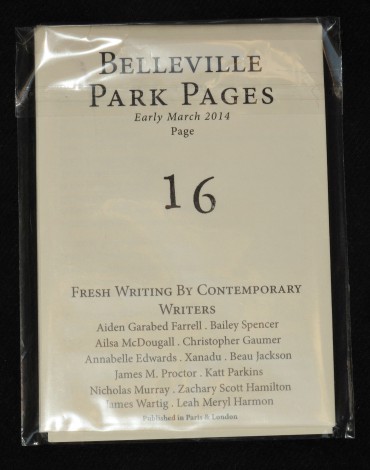 BELLEVILLE
PARK PAGES
Early March 2014
Page
16
FRESH WRITING BY CONTEMPORARY
WRITERS
Aiden Garabed Farrell . Bailey Spencer
Ailsa McDougall . Christopher Gaumer
Annabelle Edwards . Xanadu . Beau Jackson
James M. Proctor . Katt Parkins
Nicholas Murray . Zachary Scott Hamilton
James Wartig . Leah Meryl Harmon
Published in Paris & London